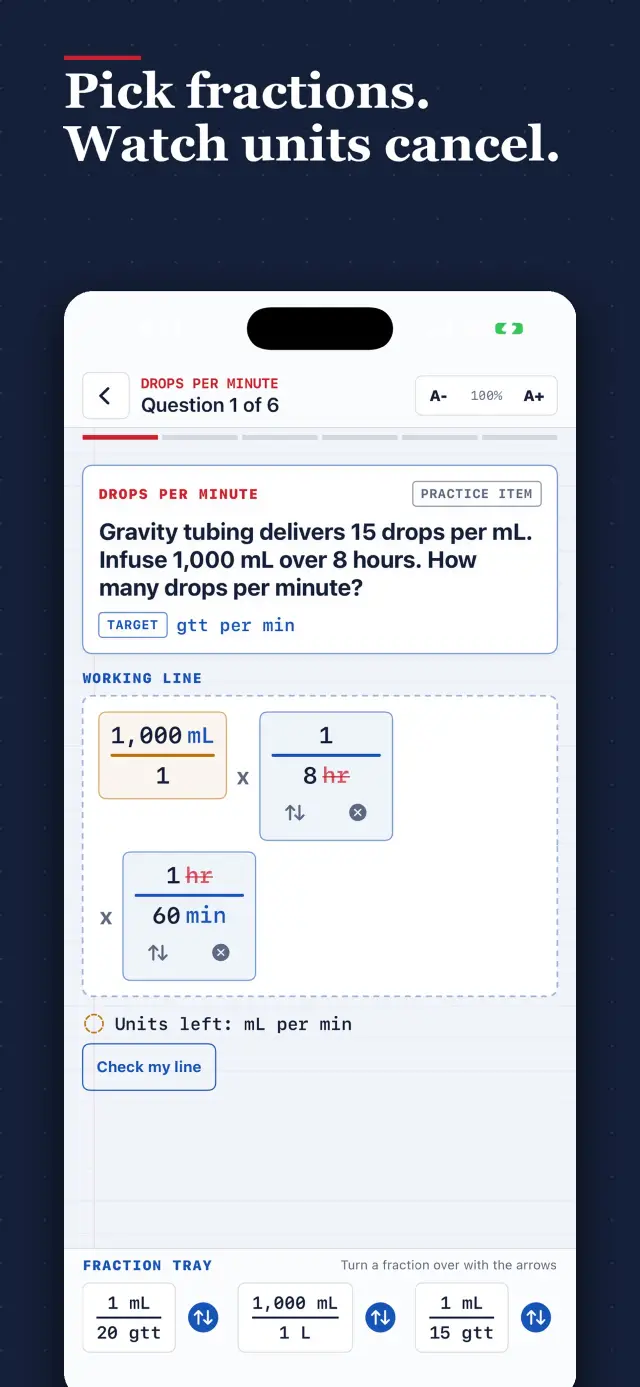 Pick fractions.
Watch units cancel.
DROPS PER MINUTE
Question 1 of 6
A- 100% A+
DROPS PER MINUTE
PRACTICE ITEM
Gravity tubing delivers 15 drops per mL.
Infuse 1,000 mL over 8 hours. How
many drops per minute?
TARGET gtt per min
WORKING LINE
1,000 mL
1
x
1
8 hr
x
1 hr
60 min
Units left: mL per min
Check my line
FRACTION TRAY
Turn a fraction over with the arrows
1 mL
20 gtt
1,000 mL
1 L
1 mL
15 gtt